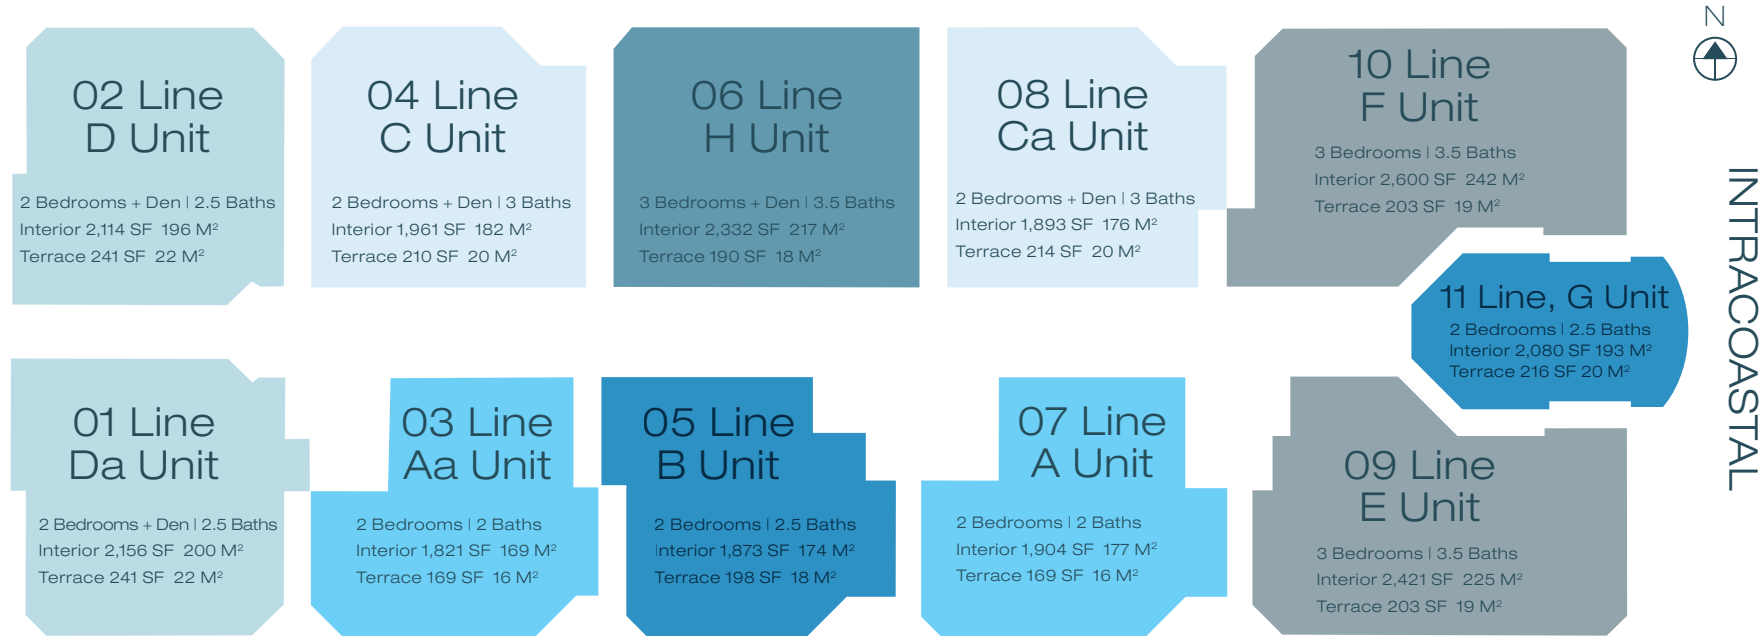 N
02 Line
D Unit
2 Bedrooms + Den | 2.5 Baths
Interior 2,114 SF 196 M²
Terrace 241 SF 22 M²
04 Line
C Unit
2 Bedrooms + Den | 3 Baths
Interior 1,961 SF 182 M²
Terrace 210 SF 20 M²
06 Line
H Unit
3 Bedrooms + Den | 3.5 Baths
Interior 2,332 SF 217 M²
Terrace 190 SF 18 M²
08 Line
Ca Unit
2 Bedrooms + Den | 3 Baths
Interior 1,893 SF 176 M²
Terrace 214 SF 20 M²
10 Line
F Unit
3 Bedrooms | 3.5 Baths
Interior 2,600 SF 242 M²
Terrace 203 SF 19 M²
11 Line, G Unit
2 Bedrooms | 2.5 Baths
Interior 2,080 SF 193 M²
Terrace 216 SF 20 M²
INTRACOASTAL
01 Line
Da Unit
2 Bedrooms + Den | 2.5 Baths
Interior 2,156 SF 200 M²
Terrace 241 SF 22 M²
03 Line
Aa Unit
2 Bedrooms | 2 Baths
Interior 1,821 SF 169 M²
Terrace 169 SF 16 M²
05 Line
B Unit
2 Bedrooms | 2.5 Baths
Interior 1,873 SF 174 M²
Terrace 198 SF 18 M²
07 Line
A Unit
2 Bedrooms | 2 Baths
Interior 1,904 SF 177 M²
Terrace 169 SF 16 M²
09 Line
E Unit
3 Bedrooms | 3.5 Baths
Interior 2,421 SF 225 M²
Terrace 203 SF 19 M²